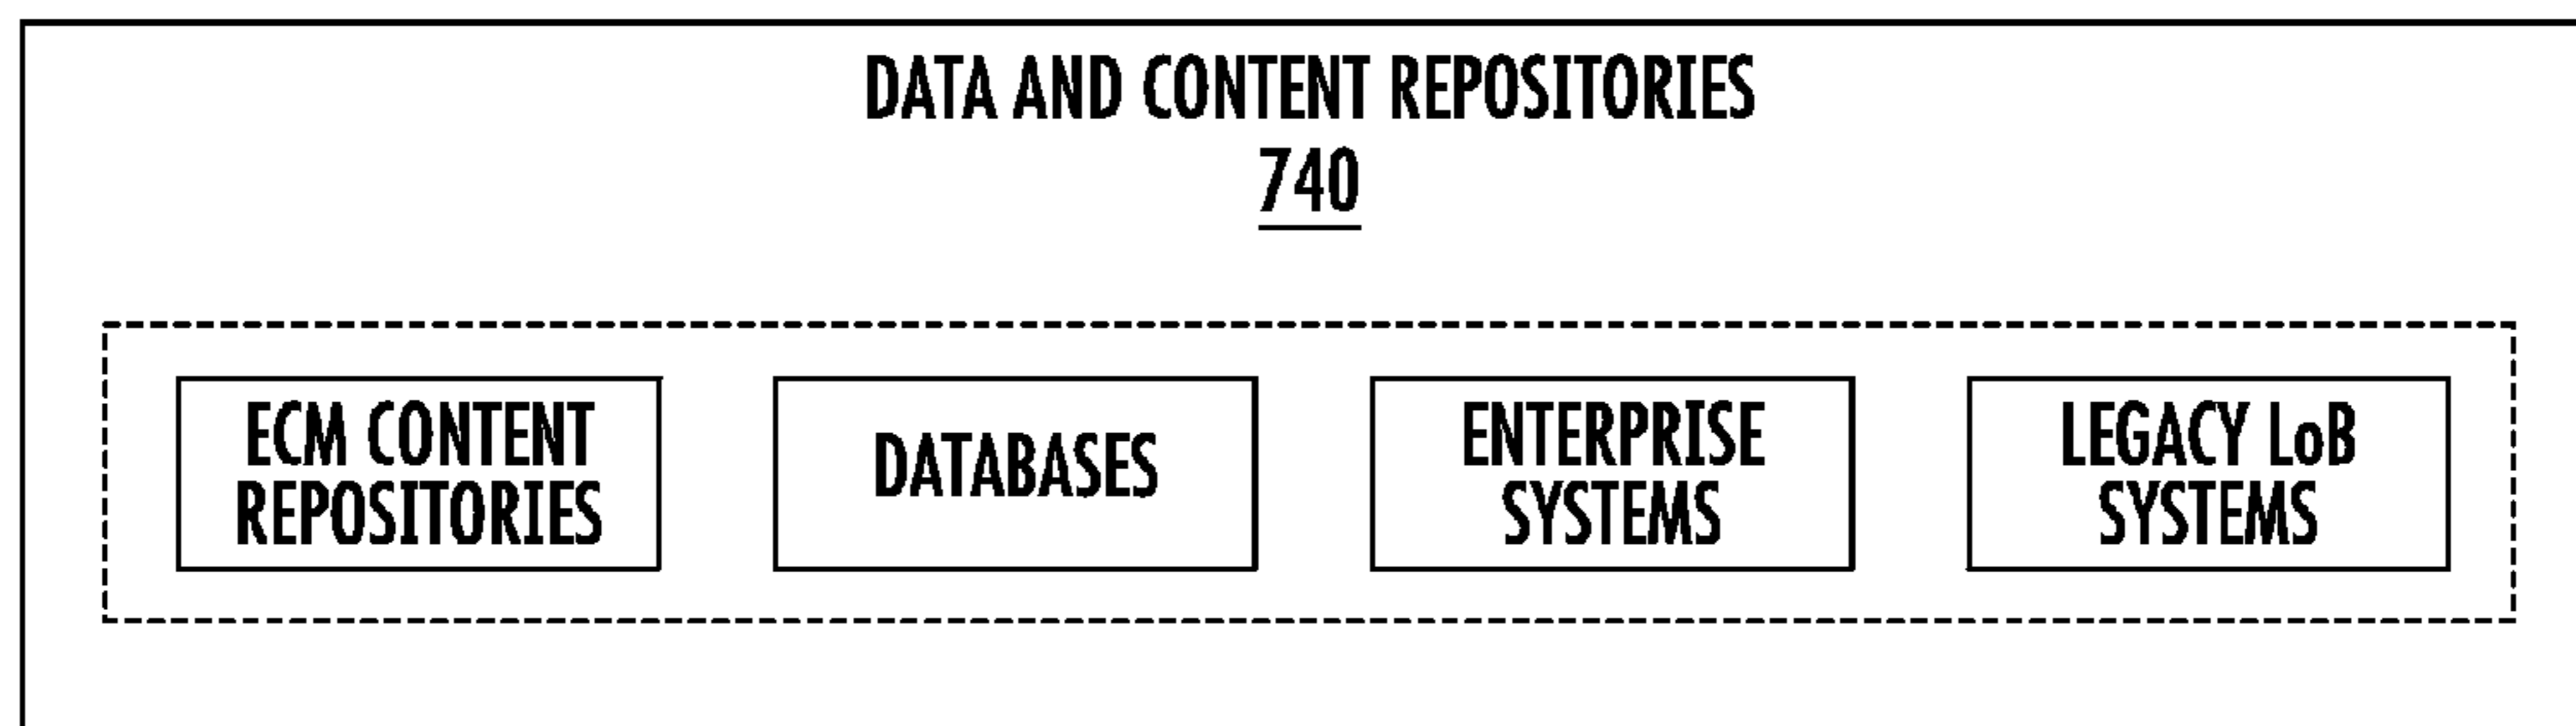 DATA AND CONTENT REPOSITORIES
740
ECM CONTENT
REPOSITORIES
DATABASES
ENTERPRISE
SYSTEMS
LEGACY LoB
SYSTEMS